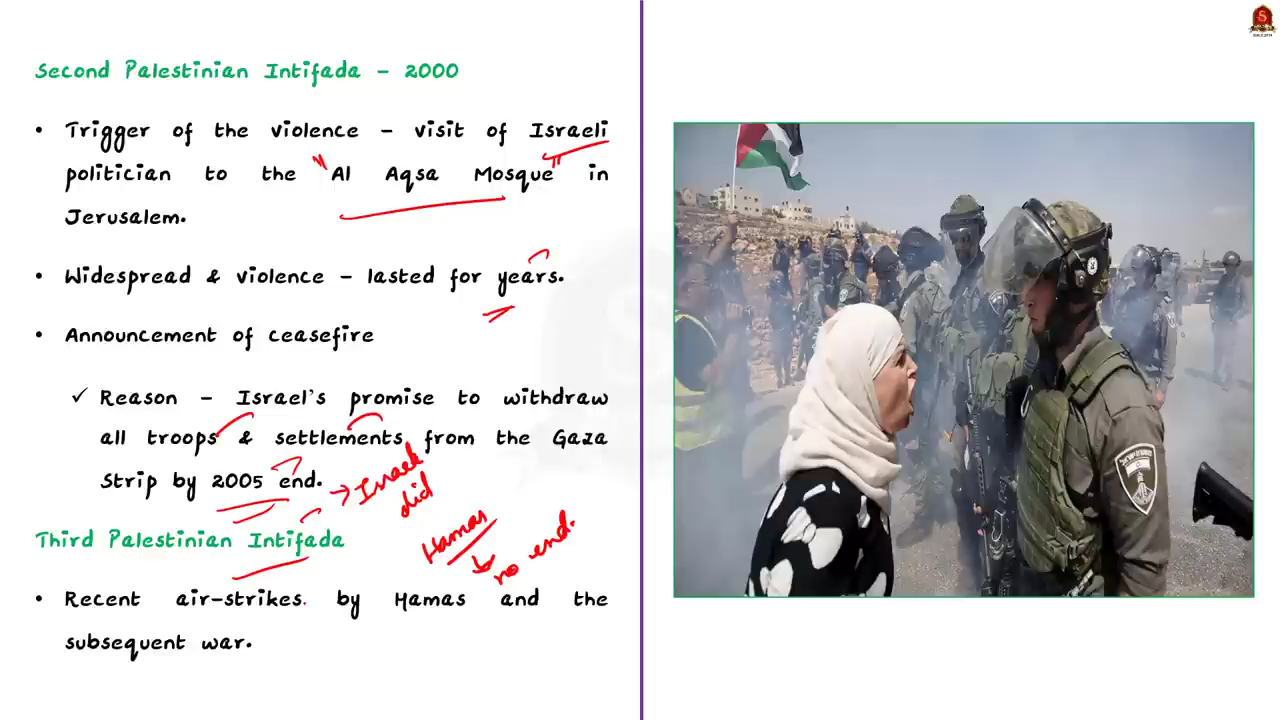 Second Palestinian Intifada - 2000
• Trigger of the violence - visit of Israeli
politician to the "Al Aqsa Mosque" in
Jerusalem.
• Widespread & violence - lasted for years.
• Announcement of ceasefire
✓ Reason - Israel's promise to withdraw
all troops & settlements from the Gaza
Strip by 2005 end.
→ Israel
did
Third Palestinian Intifada
Hamas
↓ no end.
• Recent air-strikes by Hamas and the
subsequent war.
S